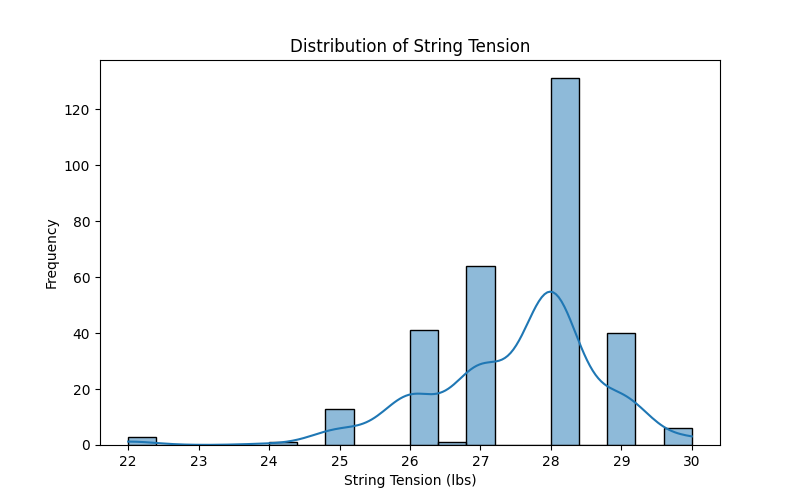 Distribution of String Tension
120
100
80
60
40
20
0
Frequency
22 23 24 25 26 27 28 29 30
String Tension (lbs)